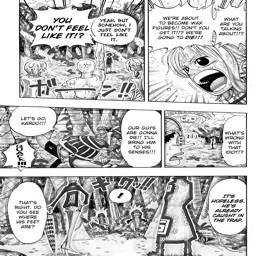 WHAT ARE
YOU
TALKING
ABOUT!?
WE'RE ABOUT
TO BECOME
WAX FIGURES!! DON'T
YOU GET
IT!? WE'RE GOING
TO DIE!!!
YEAH, BUT
SOMEHOW,
I JUST
DON'T FEEL
LIKE IT.
YOU
DON'T FEEL
LIKE IT!?
WHAT'S
WRONG
WITH
THAT
IDIOT!?
OUR GUYS
ARE GONNA
DIE!! I'LL
BRING HIM
TO HIS
SENSES!!!
LET'S GO,
KAROO!!
IT'S
HOPELESS.
HE'S
ALREADY
CAUGHT IN
THE TRAP.
!
THAT'S
RIGHT. DO
YOU SEE
WHERE
HIS FEET
ARE?